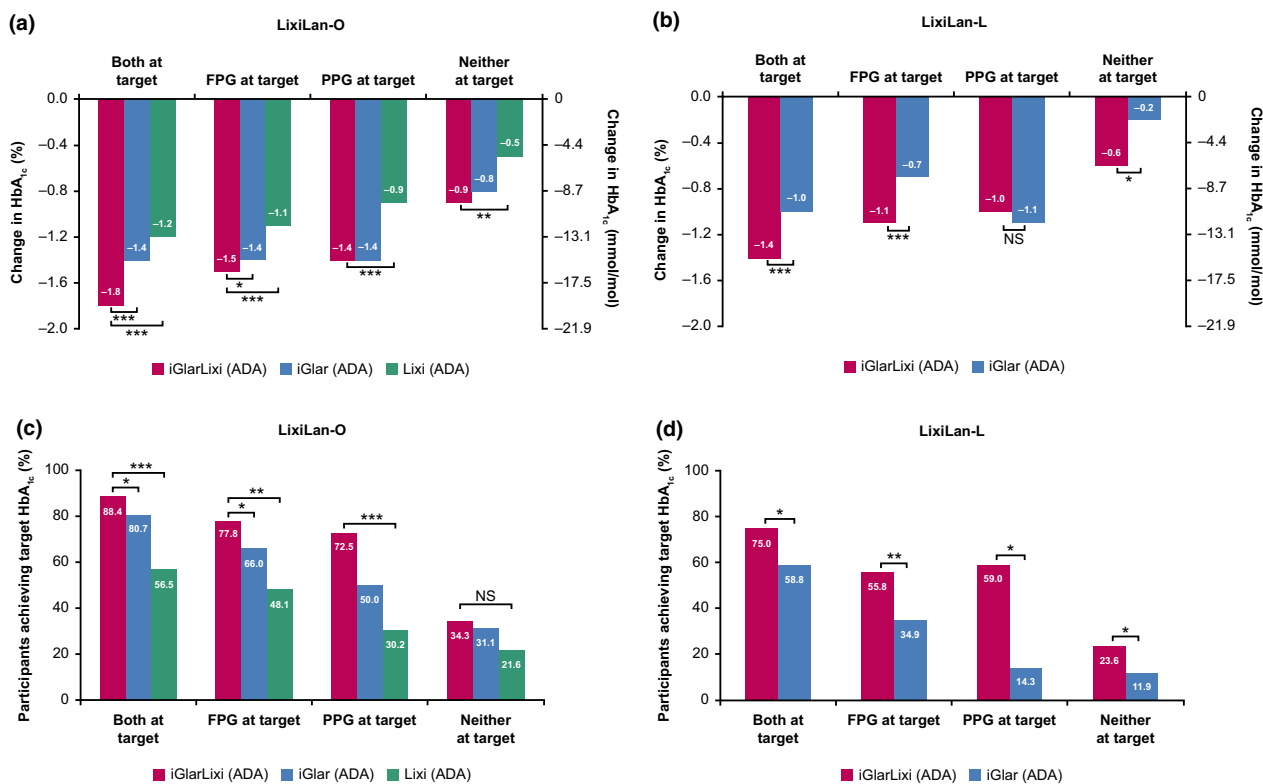 (a)
LixiLan-O
Both at target
FPG at target
PPG at target
Neither at target
Change in HbA1c (%)
0.0
–0.4
–0.8
–1.2
–1.6
–2.0
–1.8
–1.4
–1.2
–1.5
–1.4
–1.1
–1.4
–1.4
–0.9
–0.9
–0.8
–0.5
***
***
*
***
***
**
0
–4.4
–8.7
–13.1
–17.5
–21.9
Change in HbA1c (mmol/mol)
iGlarLixi (ADA)
iGlar (ADA)
Lixi (ADA)
(b)
LixiLan-L
Both at target
FPG at target
PPG at target
Neither at target
Change in HbA1c (%)
0.0
–0.4
–0.8
–1.2
–1.6
–2.0
–1.4
–1.0
–1.1
–0.7
–1.0
–1.1
–0.6
–0.2
***
***
NS
*
0
–4.4
–8.7
–13.1
–17.5
–21.9
Change in HbA1c (mmol/mol)
iGlarLixi (ADA)
iGlar (ADA)
(c)
LixiLan-O
Participants achieving target HbA1c (%)
100
80
60
40
20
0
***
*
88.4
80.7
56.5
**
*
77.8
66.0
48.1
***
72.5
50.0
30.2
NS
34.3
31.1
21.6
Both at target
FPG at target
PPG at target
Neither at target
iGlarLixi (ADA)
iGlar (ADA)
Lixi (ADA)
(d)
LixiLan-L
Participants achieving target HbA1c (%)
100
80
60
40
20
0
*
75.0
58.8
**
55.8
34.9
*
59.0
14.3
*
23.6
11.9
Both at target
FPG at target
PPG at target
Neither at target
iGlarLixi (ADA)
iGlar (ADA)